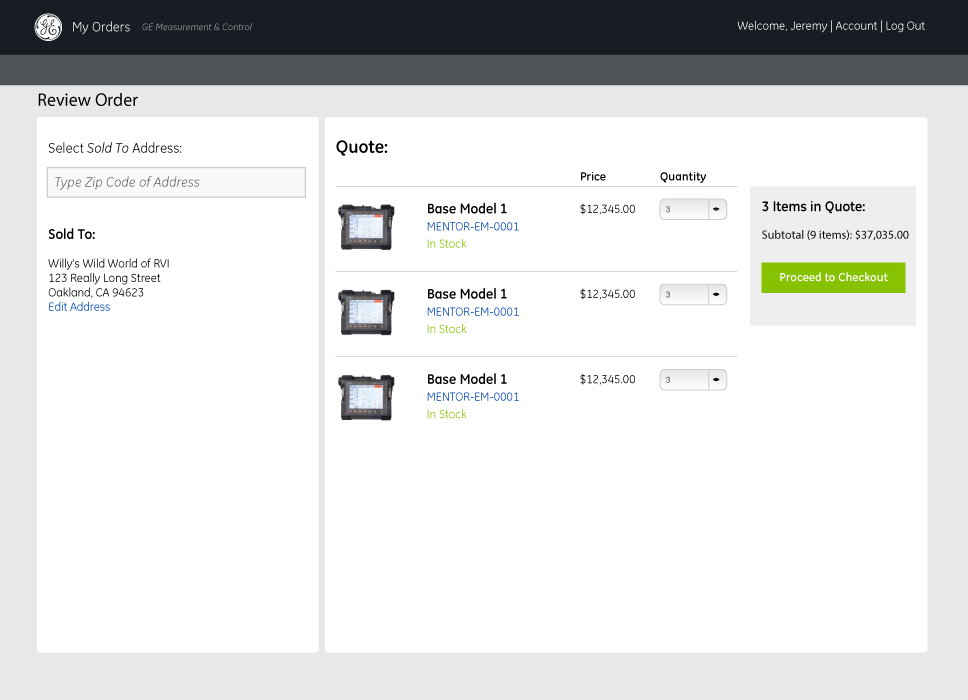 GE My Orders GE Measurement & Control
Welcome, Jeremy | Account | Log Out
Review Order
Select Sold To Address:
Type Zip Code of Address
Sold To:
Willy's Wild World of RVI
123 Really Long Street
Oakland, CA 94623
Edit Address
Quote:
Price Quantity
Base Model 1 $12,345.00 3
MENTOR-EM-0001
In Stock
Base Model 1 $12,345.00 3
MENTOR-EM-0001
In Stock
Base Model 1 $12,345.00 3
MENTOR-EM-0001
In Stock
3 Items in Quote:
Subtotal (9 items): $37,035.00
Proceed to Checkout